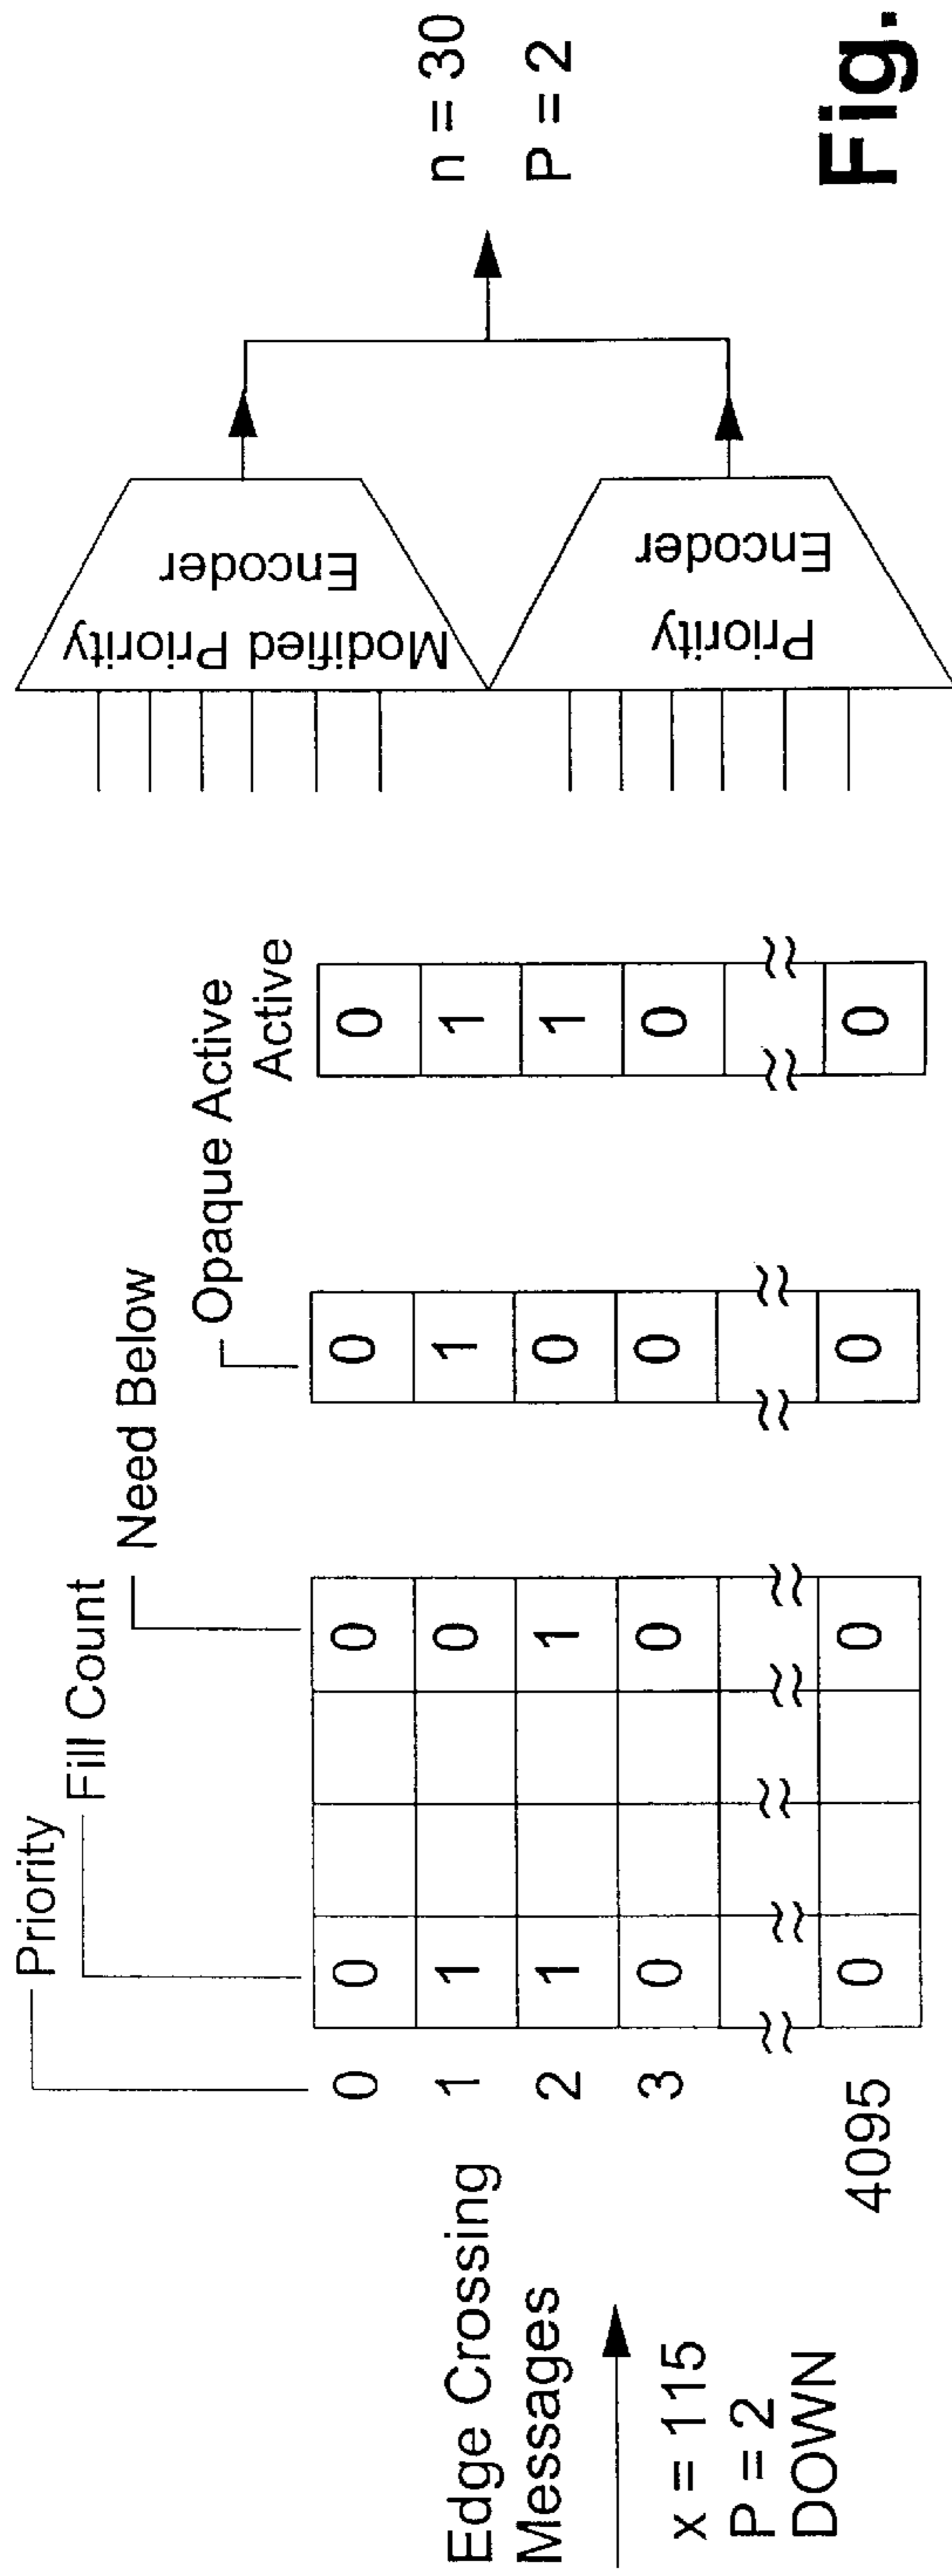 Priority
Fill Count
Need Below
Opaque Active
Active
Edge Crossing
Messages
x = 115
P = 2
DOWN
0 0 0 0 0
1 1 0 1 1
2 1 1 0 1
3 0 0 0 0
4095 0 0 0 0
Modified Priority
Encoder
Priority
Encoder
n = 30
P = 2
Fig.